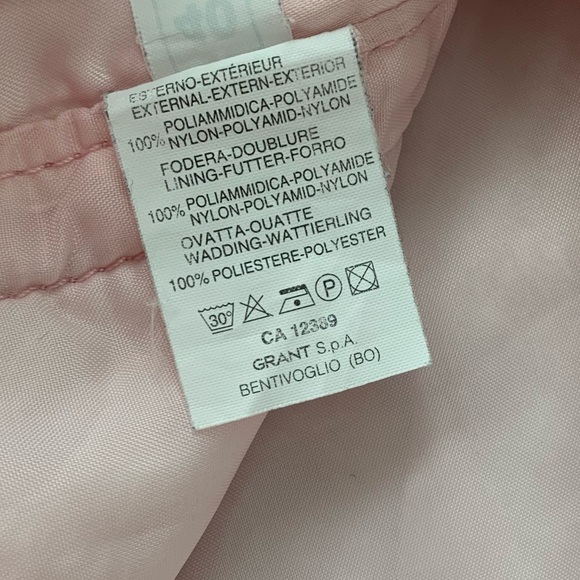 ESTERNO-EXTÉRIEUR
EXTERNAL-EXTERN-EXTERIOR
100% POLIAMMIDICA-POLYAMIDE
NYLON-POLYAMID-NYLON
FODERA-DOUBLURE
LINING-FUTTER-FORRO
100% POLIAMMIDICA-POLYAMIDE
NYLON-POLYAMID-NYLON
OVATTA-OUATTE
WADDING-WATTIERLING
100% POLIESTERE-POLYESTER
30° P
CA 12389
GRANT S.p.A.
BENTIVOGLIO (BO)